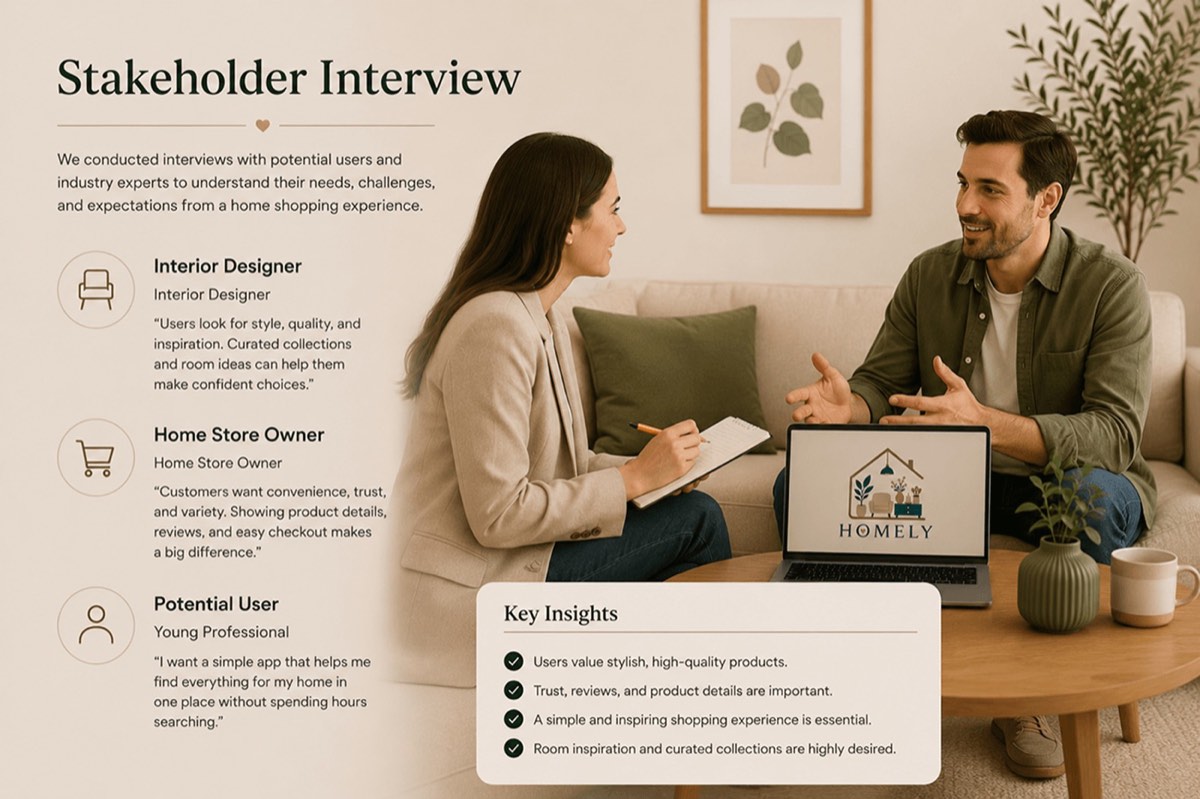 Stakeholder Interview
We conducted interviews with potential users and
industry experts to understand their needs, challenges,
and expectations from a home shopping experience.
Interior Designer
Interior Designer
“Users look for style, quality, and
inspiration. Curated collections
and room ideas can help them
make confident choices.”
Home Store Owner
Home Store Owner
“Customers want convenience, trust,
and variety. Showing product details,
reviews, and easy checkout makes
a big difference.”
Potential User
Young Professional
“I want a simple app that helps me
find everything for my home in
one place without spending hours
searching.”
HOMELY
Key Insights
Users value stylish, high-quality products.
Trust, reviews, and product details are important.
A simple and inspiring shopping experience is essential.
Room inspiration and curated collections are highly desired.